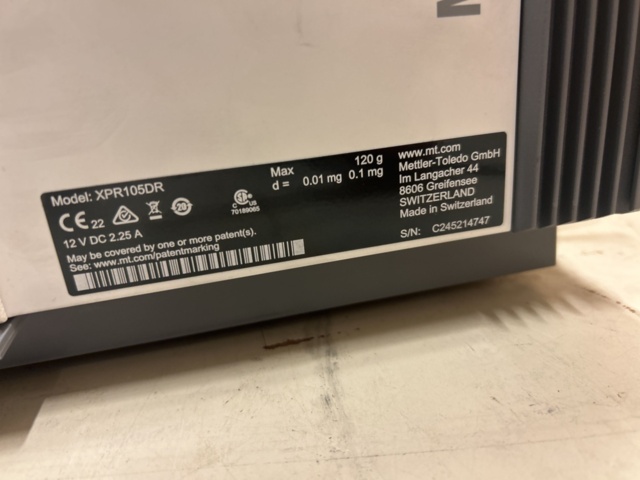 Model: XPR105DR
Max 120 g
d = 0.01 mg 0.1 mg
CE 22
C US
70189065
12 V DC 2.25 A
May be covered by one or more patent(s).
See: www.mt.com/patentmarking
www.mt.com
Mettler-Toledo GmbH
Im Langacher 44
8606 Greifensee
SWITZERLAND
Made in Switzerland
S/N: C245214747